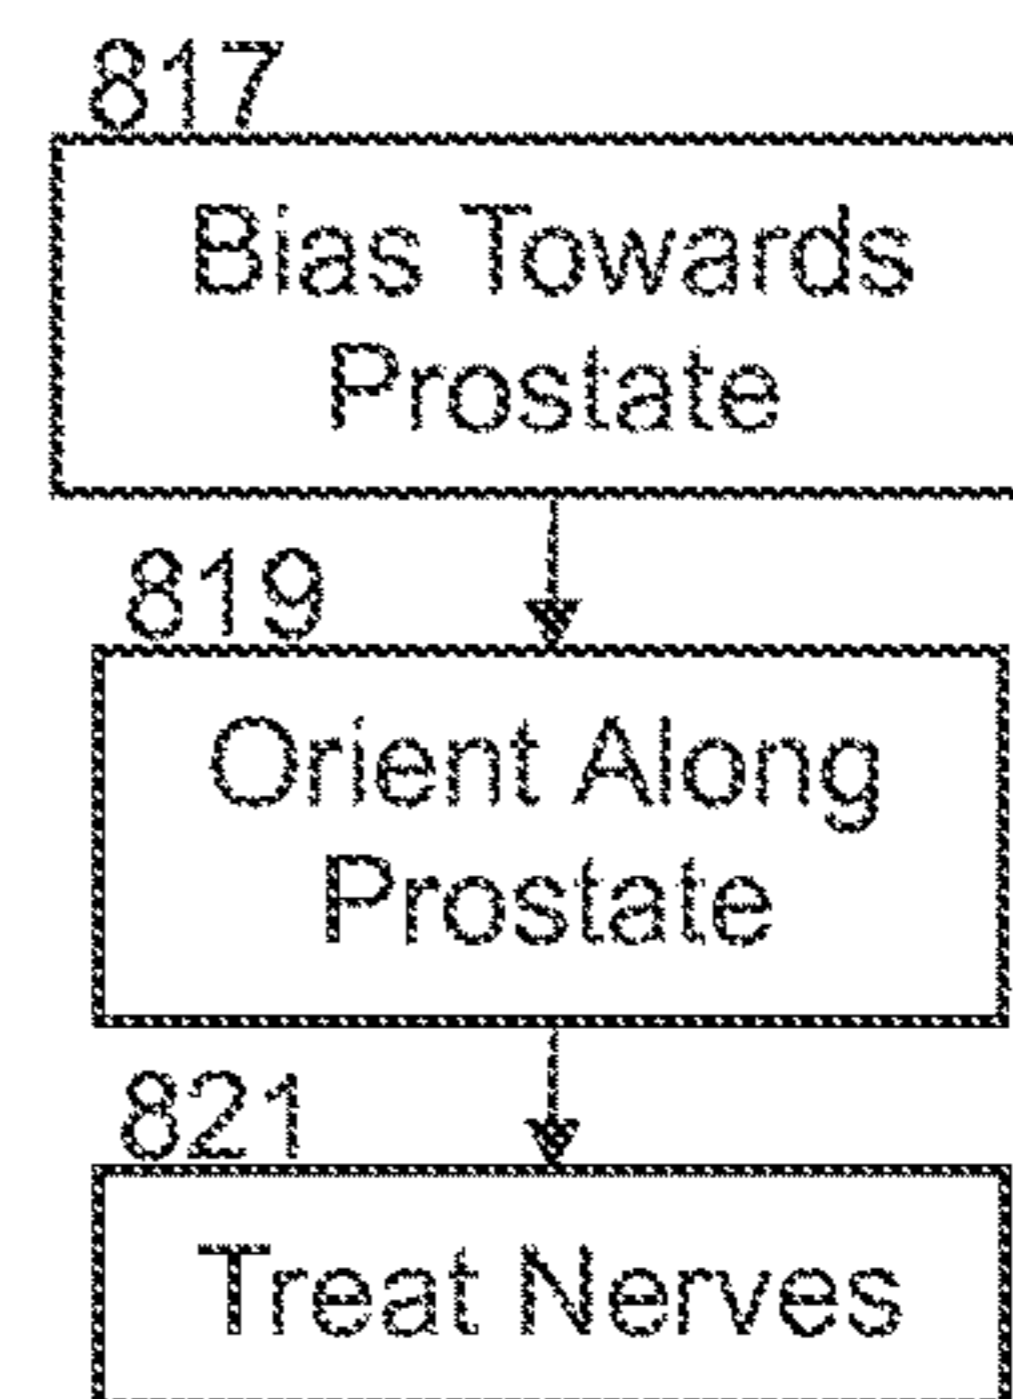 817
Bias Towards
Prostate
819
Orient Along
Prostate
821
Treat Nerves